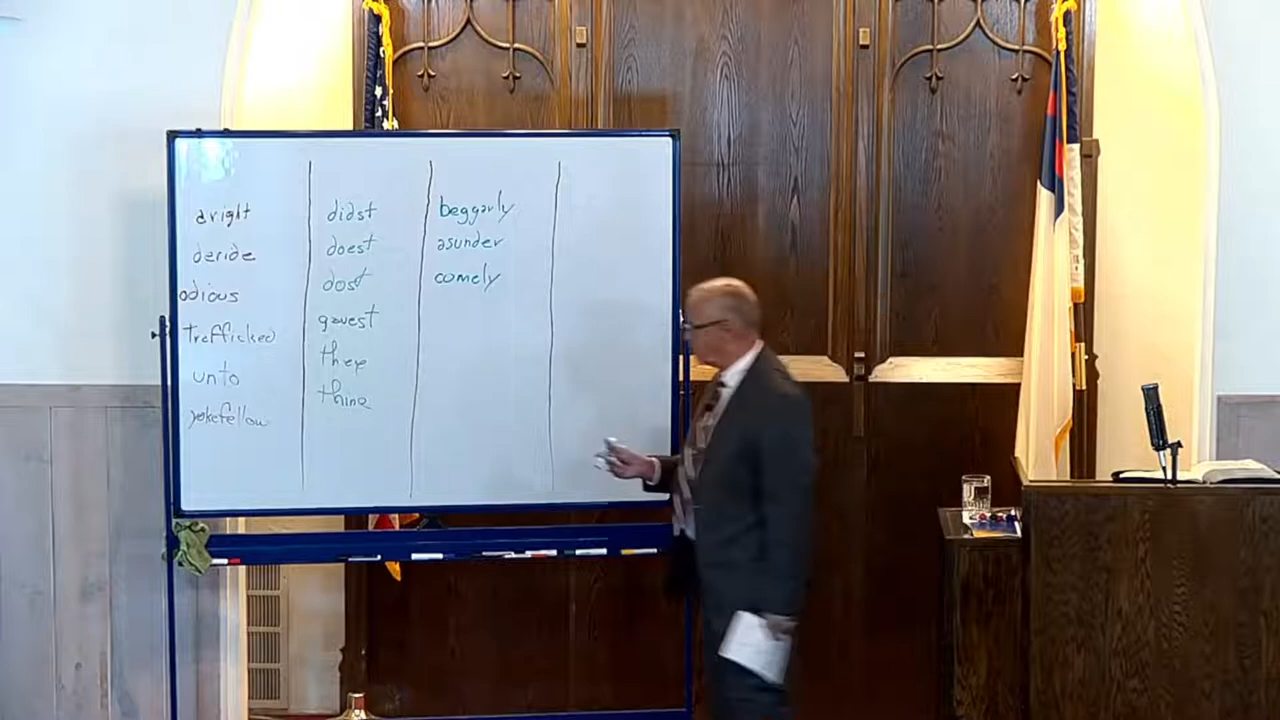 aright
deride
odious
trafficked
unto
yokefellow
didst
doest
dost
gavest
thee
thine
beggarly
asunder
comely